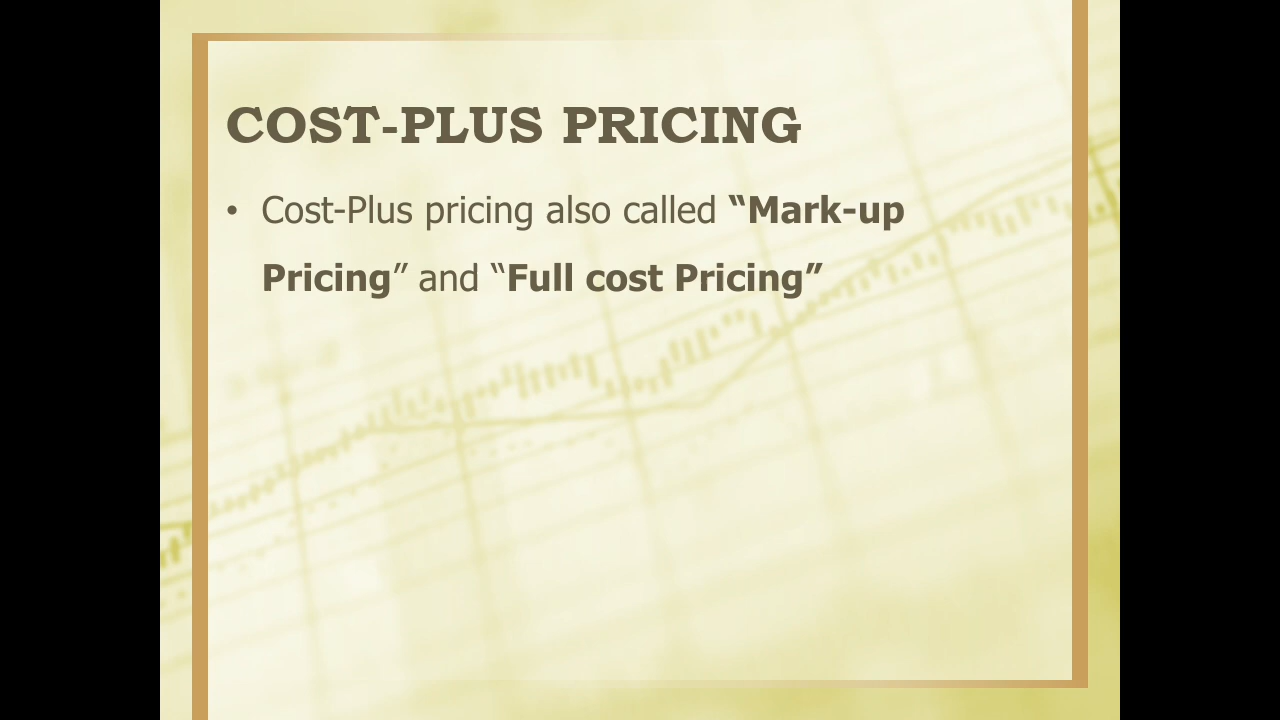 COST-PLUS PRICING
• Cost-Plus pricing also called “Mark-up
Pricing” and “Full cost Pricing”